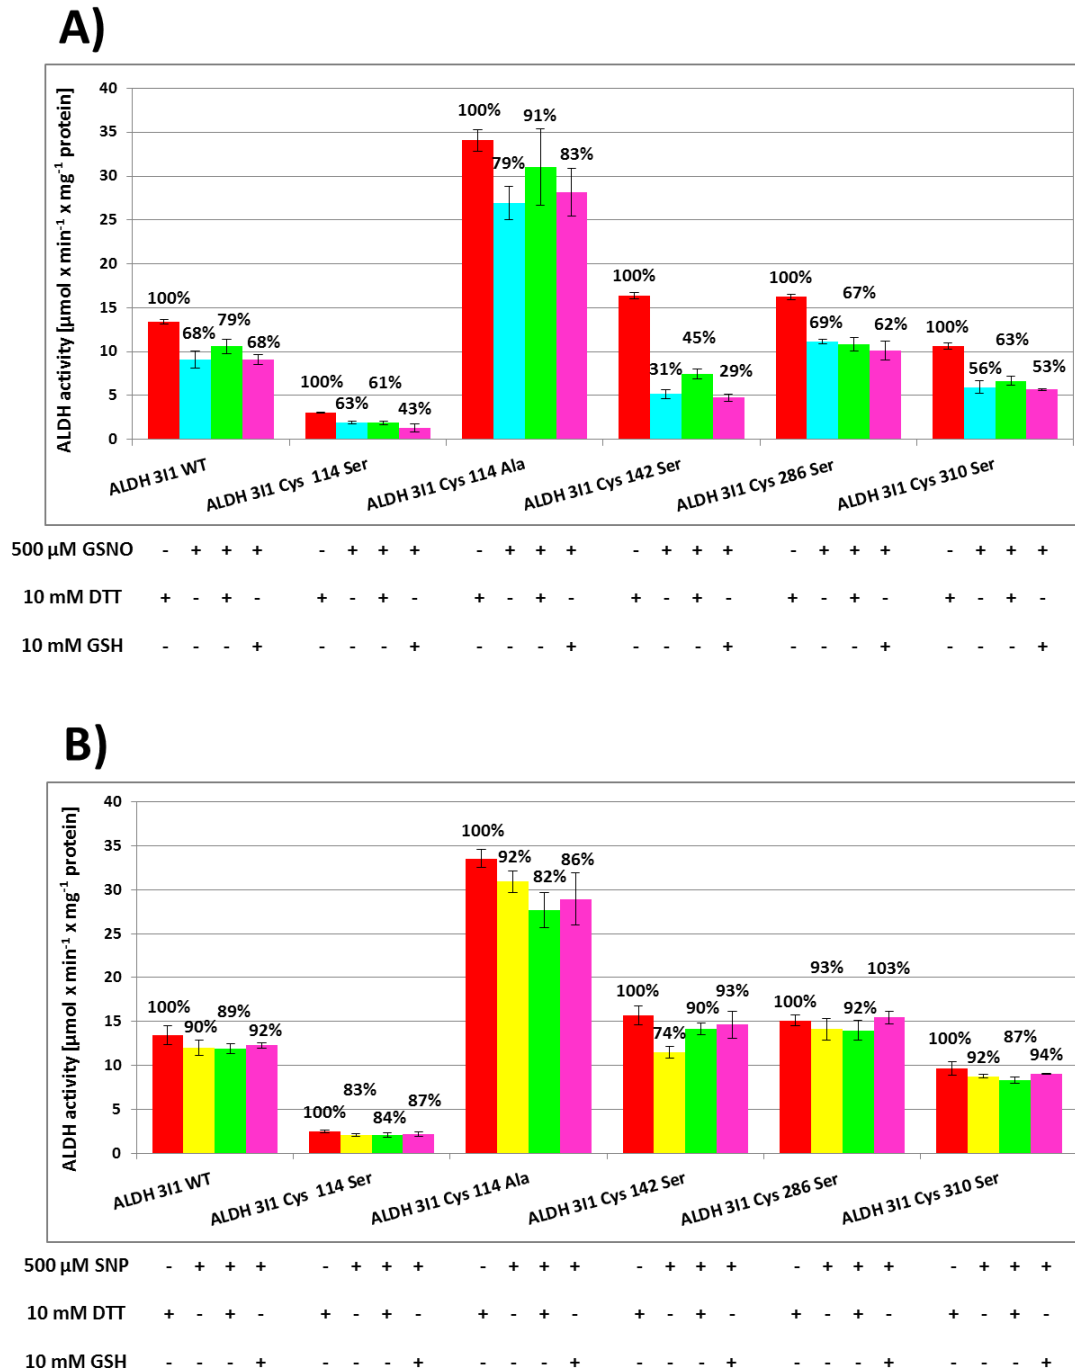 A)
ALDH activity [µmol x min-1 x mg-1 protein]
40
35
30
25
20
15
10
5
0
100% 68% 79% 68%
100% 63% 61% 43%
100% 79% 91% 83%
100% 31% 45% 29%
100% 69% 67% 62%
100% 56% 63% 53%
ALDH 3I1 WT
ALDH 3I1 Cys 114 Ser
ALDH 3I1 Cys 114 Ala
ALDH 3I1 Cys 142 Ser
ALDH 3I1 Cys 286 Ser
ALDH 3I1 Cys 310 Ser
500 µM GSNO - + + + - + + + - + + + - + + + - + + + - + + +
10 mM DTT + - + - + - + - + - + - + - + - + - + - + - + -
10 mM GSH - - - + - - - + - - - + - - - + - - - + - - - +
B)
ALDH activity [µmol x min-1 x mg-1 protein]
40
35
30
25
20
15
10
5
0
100% 90% 89% 92%
100% 83% 84% 87%
100% 92% 82% 86%
100% 74% 90% 93%
100% 93% 92% 103%
100% 92% 87% 94%
ALDH 3I1 WT
ALDH 3I1 Cys 114 Ser
ALDH 3I1 Cys 114 Ala
ALDH 3I1 Cys 142 Ser
ALDH 3I1 Cys 286 Ser
ALDH 3I1 Cys 310 Ser
500 µM SNP - + + + - + + + - + + + - + + + - + + + - + + +
10 mM DTT + - + - + - + - + - + - + - + - + - + - + - + -
10 mM GSH - - - + - - - + - - - + - - - + - - - + - - - +